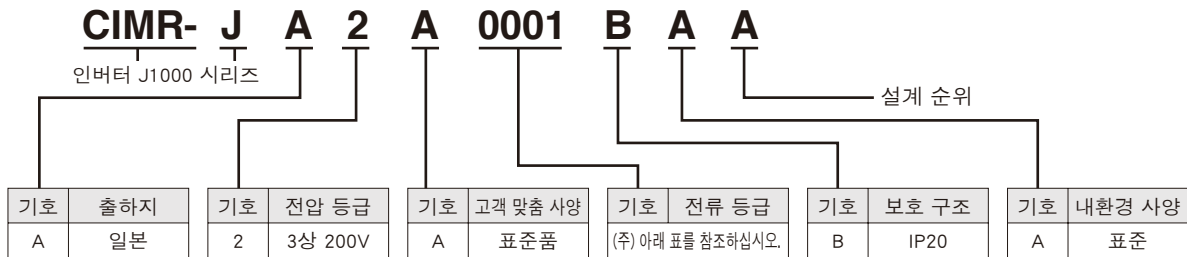 CIMR- J A 2 A 0001 B A A
인버터 J1000 시리즈
설계 순위
기호 출하지 기호 전압 등급 기호 고객 맞춤 사양 기호 전류 등급 기호 보호 구조 기호 내환경 사양
A 일본 2 3상 200V A 표준품 (주) 아래 표를 참조하십시오. B IP20 A 표준